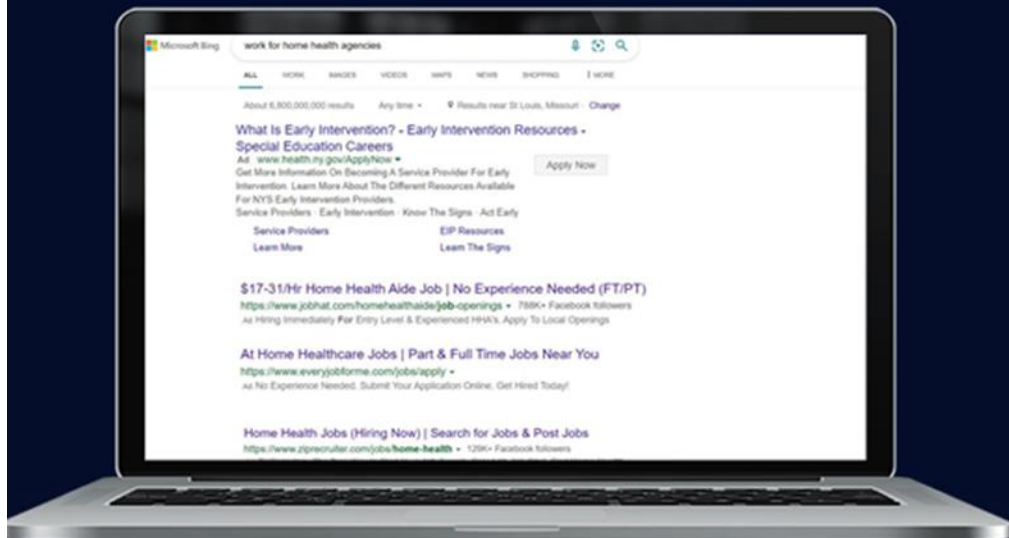 Microsoft Bing work for home health agencies
ALL WORK IMAGES VIDEOS MAPS NEWS SHOPPING MORE
About 6,800,000,000 results Any time Results near St Louis, Missouri · Change
What Is Early Intervention? - Early Intervention Resources -
Special Education Careers
Ad www.health.ny.gov/ApplyNow
Apply Now
Get More Information On Becoming A Service Provider For Early
Intervention. Learn More About The Different Resources Available
For NYS Early Intervention Providers.
Service Providers · Early Intervention · Know The Signs · Act Early
Service Providers EIP Resources
Learn More Learn The Signs
$17-31/Hr Home Health Aide Job | No Experience Needed (FT/PT)
https://www.jobhat.com/homehealthaide/job-openings 788K+ Facebook followers
Ad Hiring Immediately For Entry Level & Experienced HHA's. Apply To Local Openings
At Home Healthcare Jobs | Part & Full Time Jobs Near You
https://www.everyjobforme.com/jobs/apply
Ad No Experience Needed. Submit Your Application Online. Get Hired Today!
Home Health Jobs (Hiring Now) | Search for Jobs & Post Jobs
https://www.ziprecruiter.com/jobs/home-health 129K+ Facebook followers